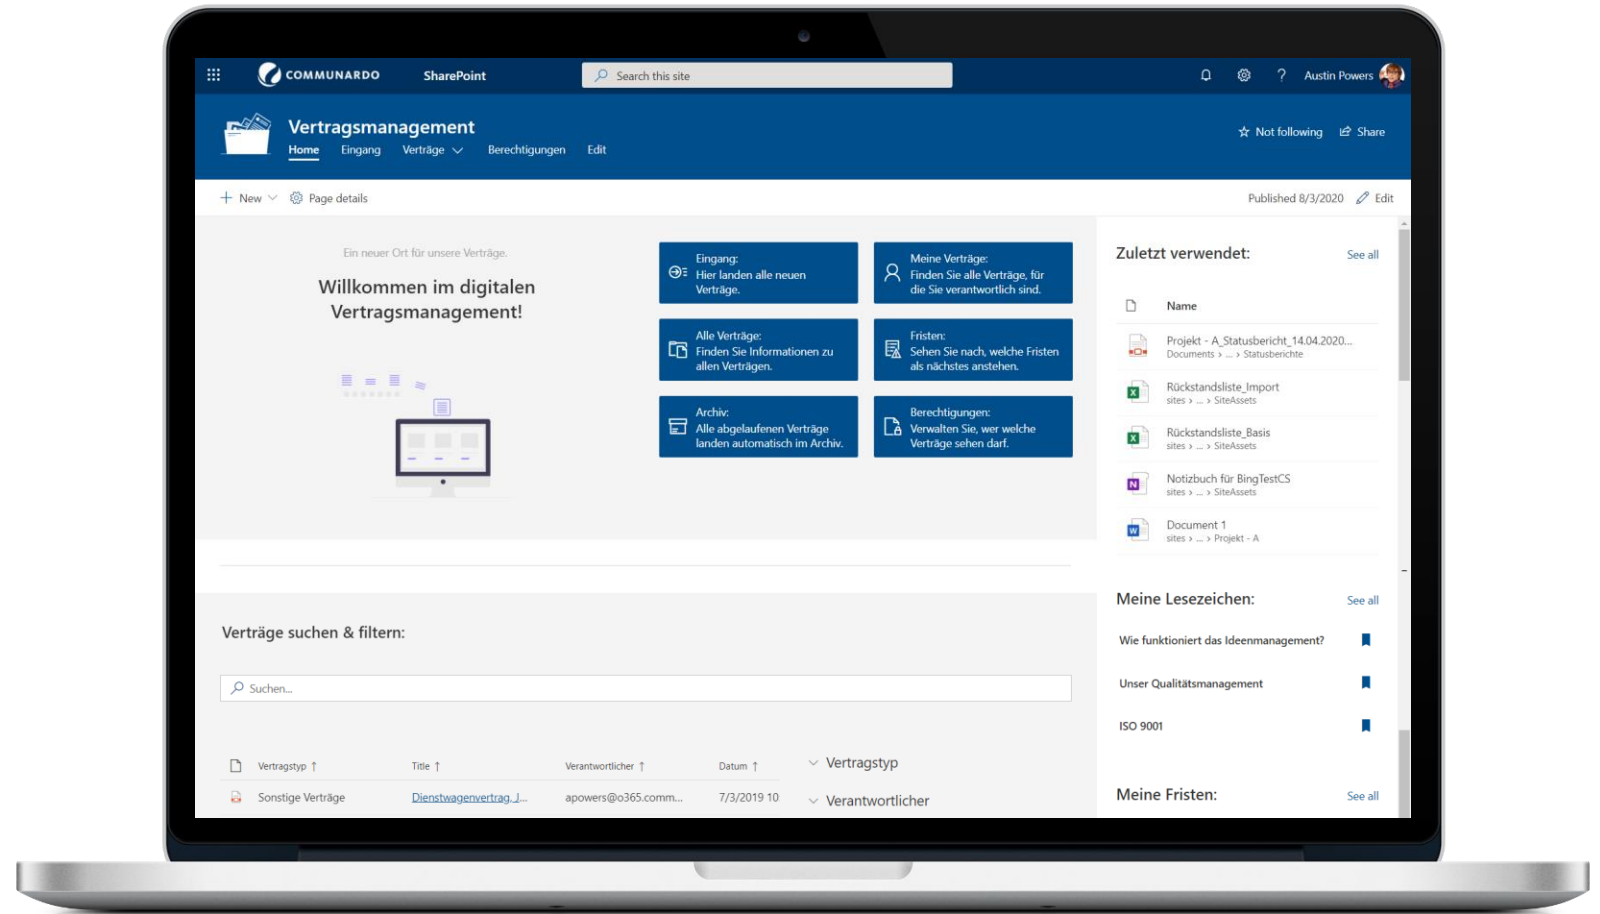 COMMUNARDO
SharePoint
Search this site
?
Austin Powers
Vertragsmanagement
Home
Eingang
Verträge
Berechtigungen
Edit
Not following
Share
New
Page details
Published 8/3/2020
Edit
Ein neuer Ort für unsere Verträge.
Willkommen im digitalen
Vertragsmanagement!
Eingang:
Hier landen alle neuen
Verträge.
Meine Verträge:
Finden Sie alle Verträge, für
die Sie verantwortlich sind.
Alle Verträge:
Finden Sie Informationen zu
allen Verträgen.
Fristen:
Sehen Sie nach, welche Fristen
als nächstes anstehen.
Archiv:
Alle abgelaufenen Verträge
landen automatisch im Archiv.
Berechtigungen:
Verwalten Sie, wer welche
Verträge sehen darf.
Verträge suchen & filtern:
Suchen...
Vertragstyp ↑
Title ↑
Verantwortlicher ↑
Datum ↑
Sonstige Verträge
Dienstwagenvertrag, J...
apowers@o365.comm...
7/3/2019 10
Vertragstyp
Verantwortlicher
Zuletzt verwendet:
See all
Name
Projekt - A_Statusbericht_14.04.2020...
Documents > ... > Statusberichte
Rückstandsliste_Import
sites > ... > SiteAssets
Rückstandsliste_Basis
sites > ... > SiteAssets
Notizbuch für BingTestCS
sites > ... > SiteAssets
Document 1
sites > ... > Projekt - A
Meine Lesezeichen:
See all
Wie funktioniert das Ideenmanagement?
Unser Qualitätsmanagement
ISO 9001
Meine Fristen:
See all